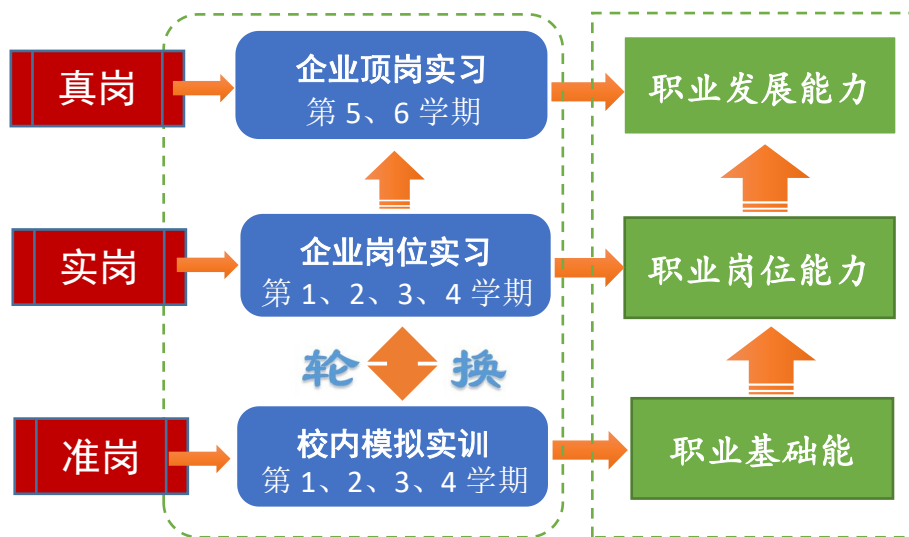 真岗
企业顶岗实习
第 5、6 学期
职业发展能力
实岗
企业岗位实习
第 1、2、3、4 学期
职业岗位能力
轮 换
准岗
校内模拟实训
第 1、2、3、4 学期
职业基础能